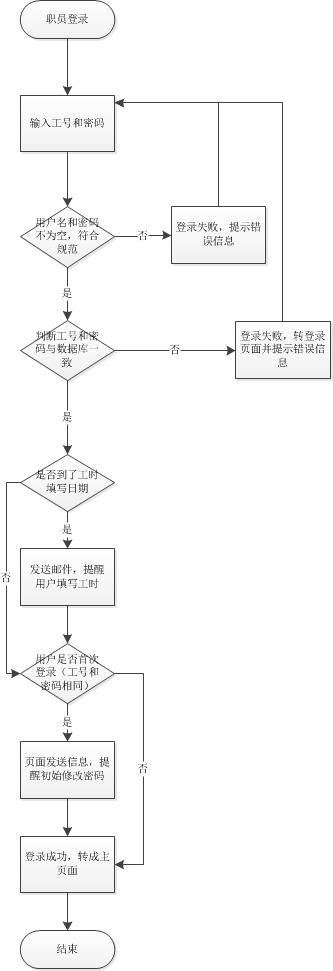 职员登录
输入工号和密码
用户名和密码
不为空，符合
规范
否
登录失败，提示错
误信息
是
判断工号和密
码与数据库一
致
否
登录失败，转登录
页面并提示错误信
息
是
是否到了工时
填写日期
是
否
发送邮件，提醒
用户填写工时
用户是否首次
登录（工号和
密码相同）
是
否
页面发送信息，提
醒初始修改密码
登录成功，转成主
页面
结束